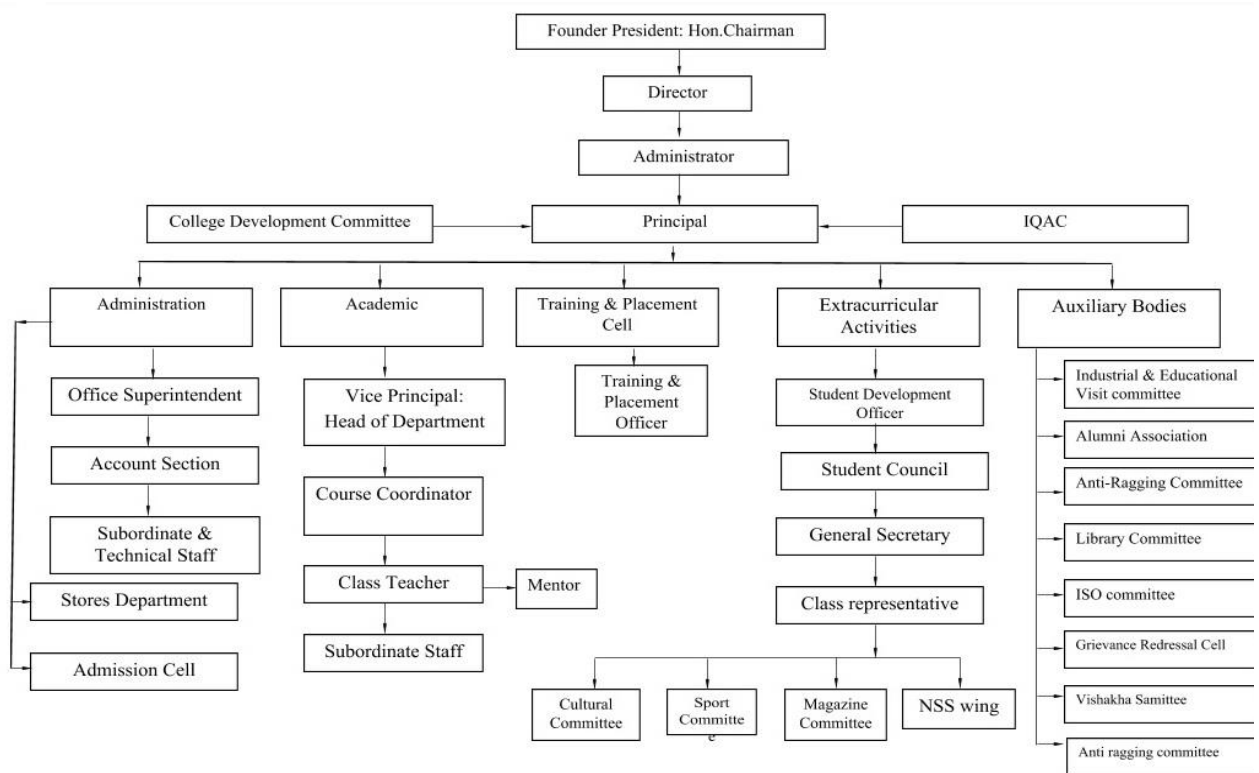 Founder President: Hon.Chairman
Director
Administrator
College Development Committee
Principal
IQAC
Administration
Academic
Training & Placement
Cell
Extracurricular
Activities
Auxiliary Bodies
Office Superintendent
Account Section
Subordinate &
Technical Staff
Stores Department
Admission Cell
Vice Principal:
Head of Department
Course Coordinator
Class Teacher
Mentor
Subordinate Staff
Training &
Placement
Officer
Student Development
Officer
Student Council
General Secretary
Class representative
Cultural
Committee
Sport
Committe
e
Magazine
Committee
NSS wing
Industrial & Educational
Visit committee
Alumni Association
Anti-Ragging Committee
Library Committee
ISO committee
Grievance Redressal Cell
Vishakha Samittee
Anti ragging committee